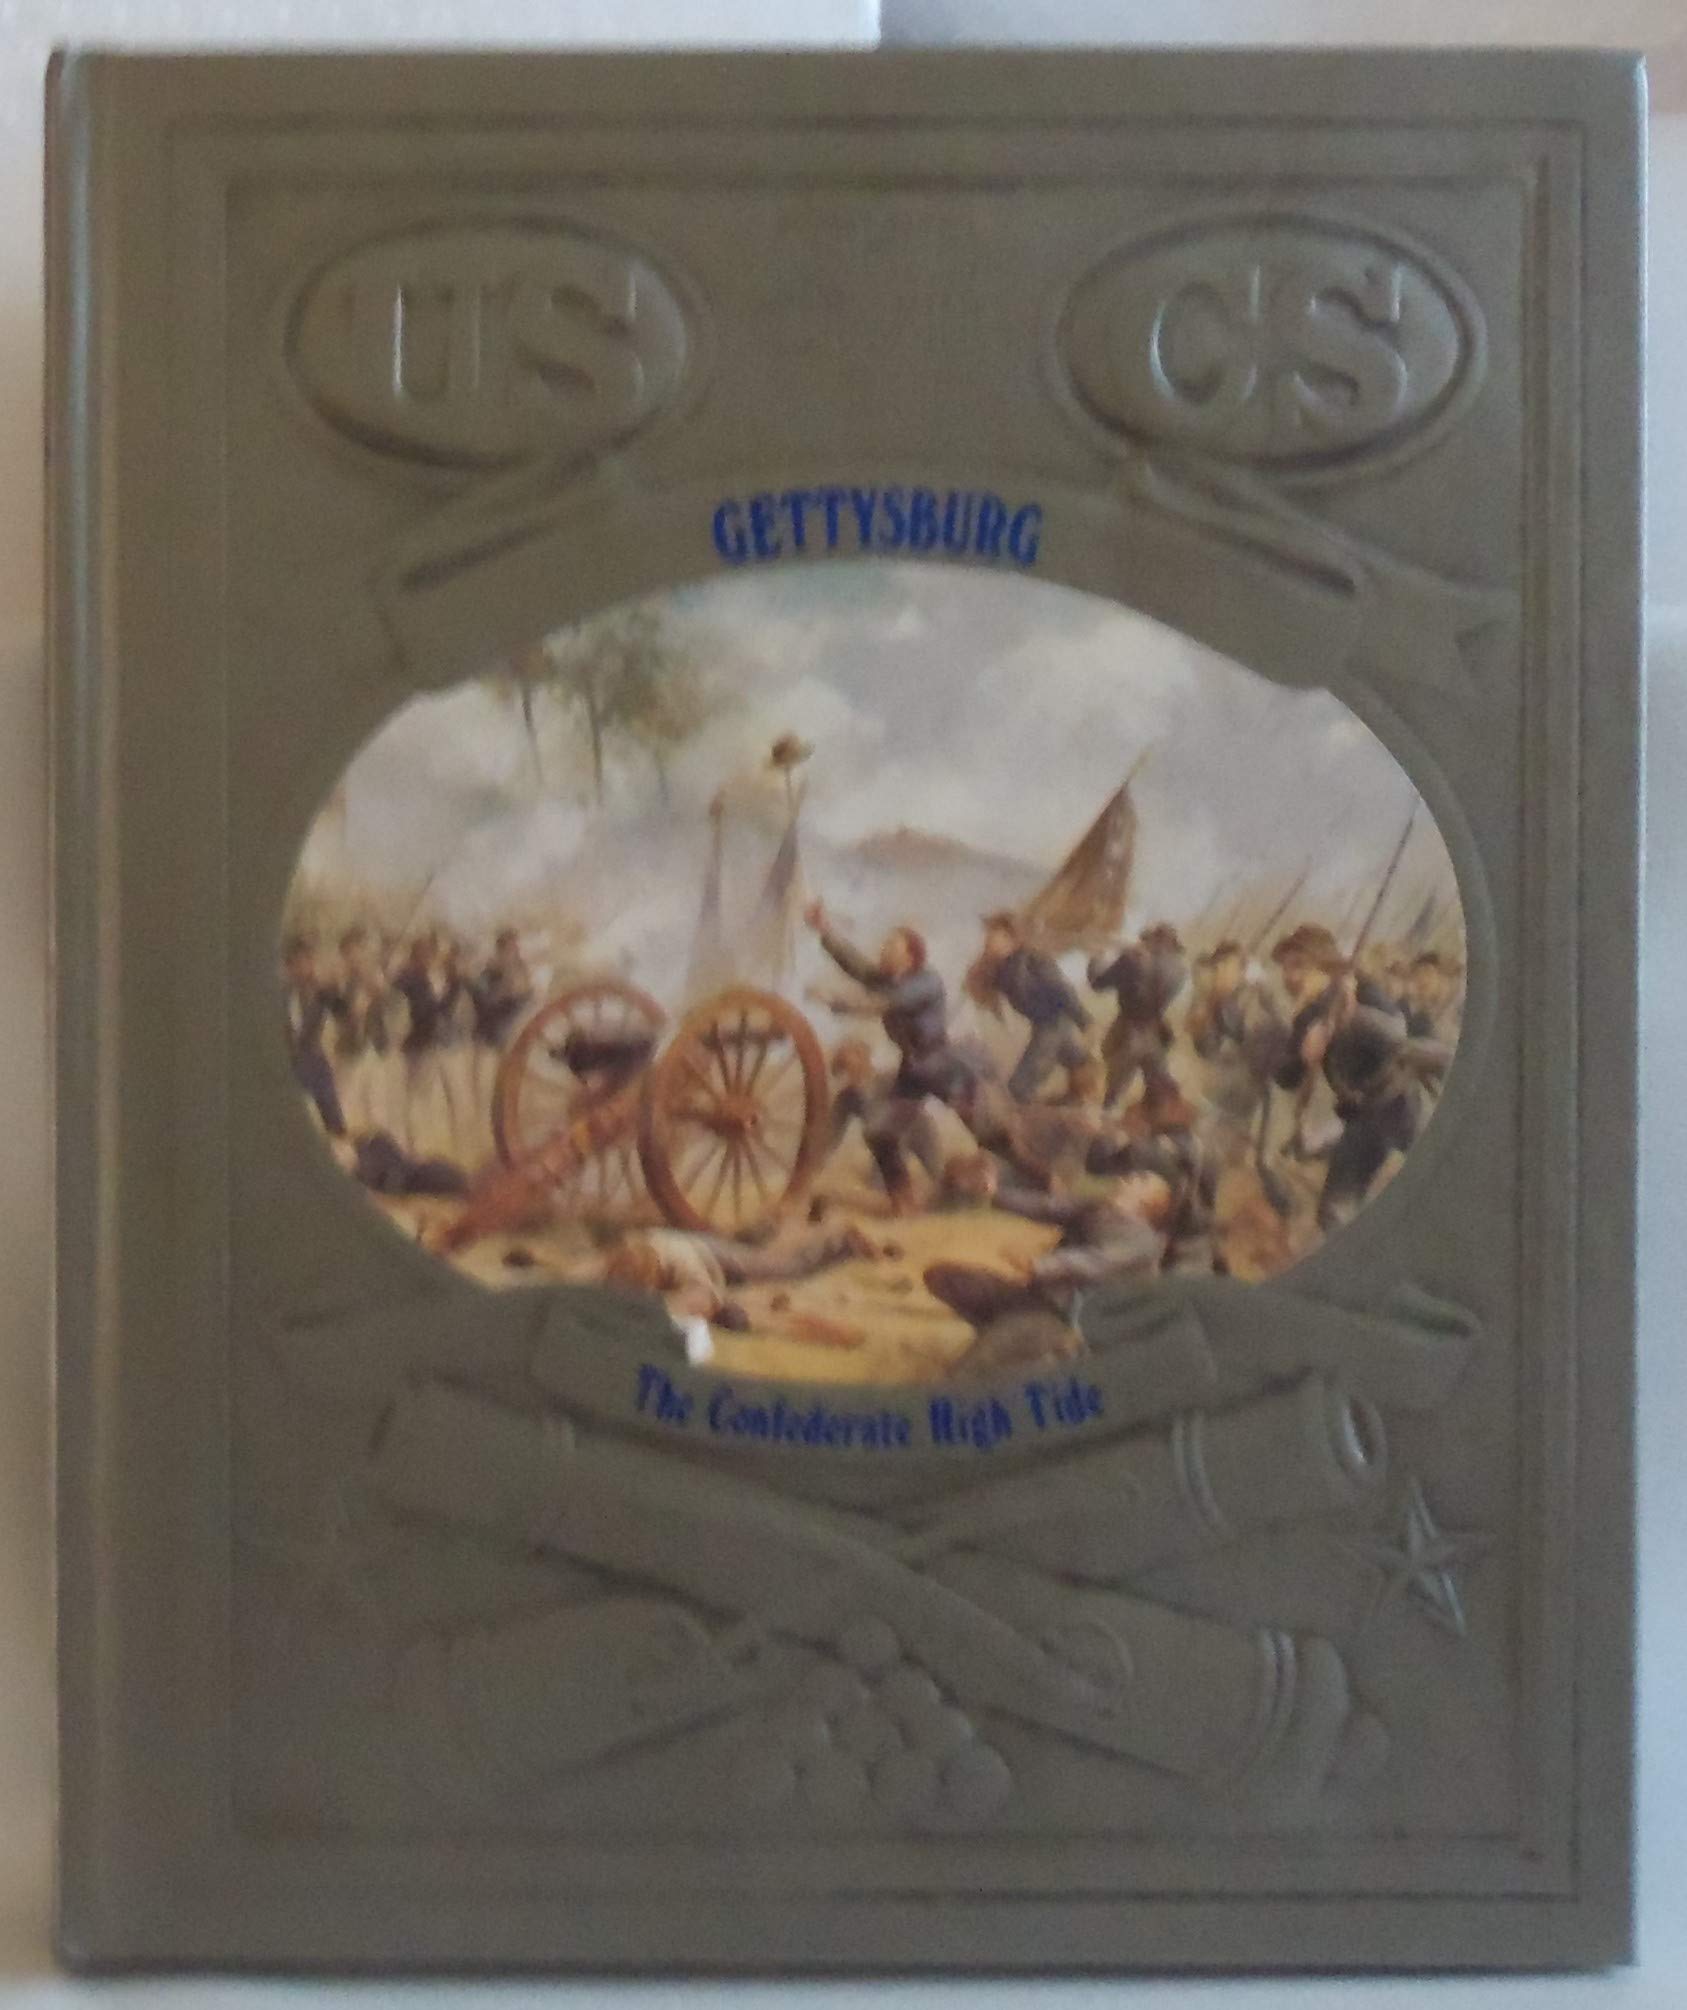 US CS
GETTYSBURG
The Confederate High Tide